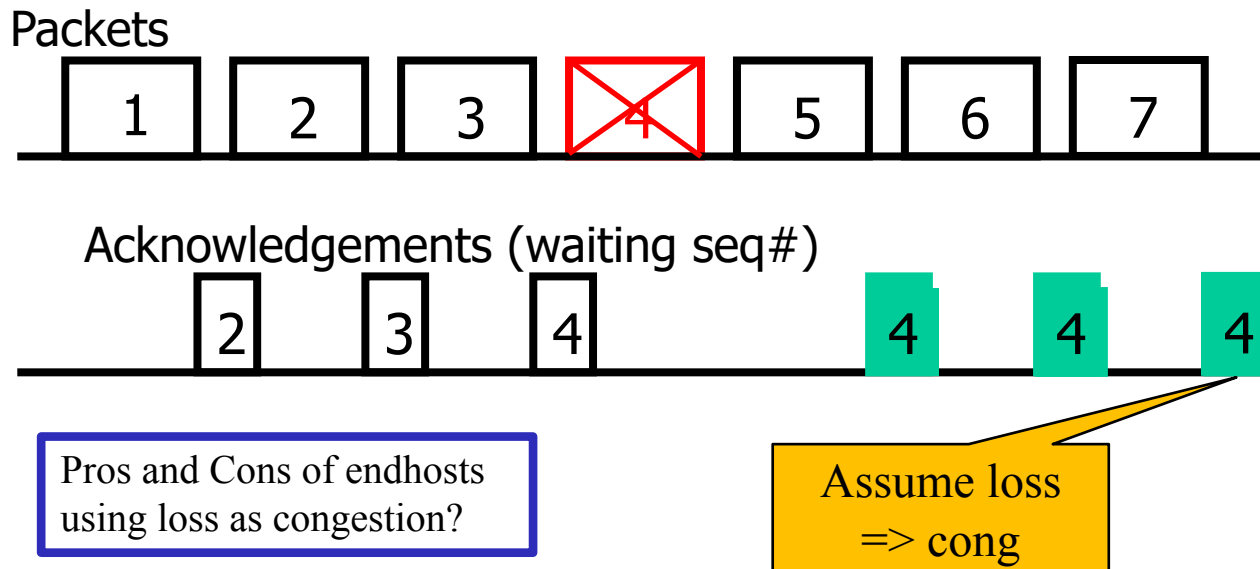 Packets
1 2 3 4 5 6 7
Acknowledgements (waiting seq#)
2 3 4 4 4 4
Pros and Cons of endhosts
using loss as congestion?
Assume loss
=> cong